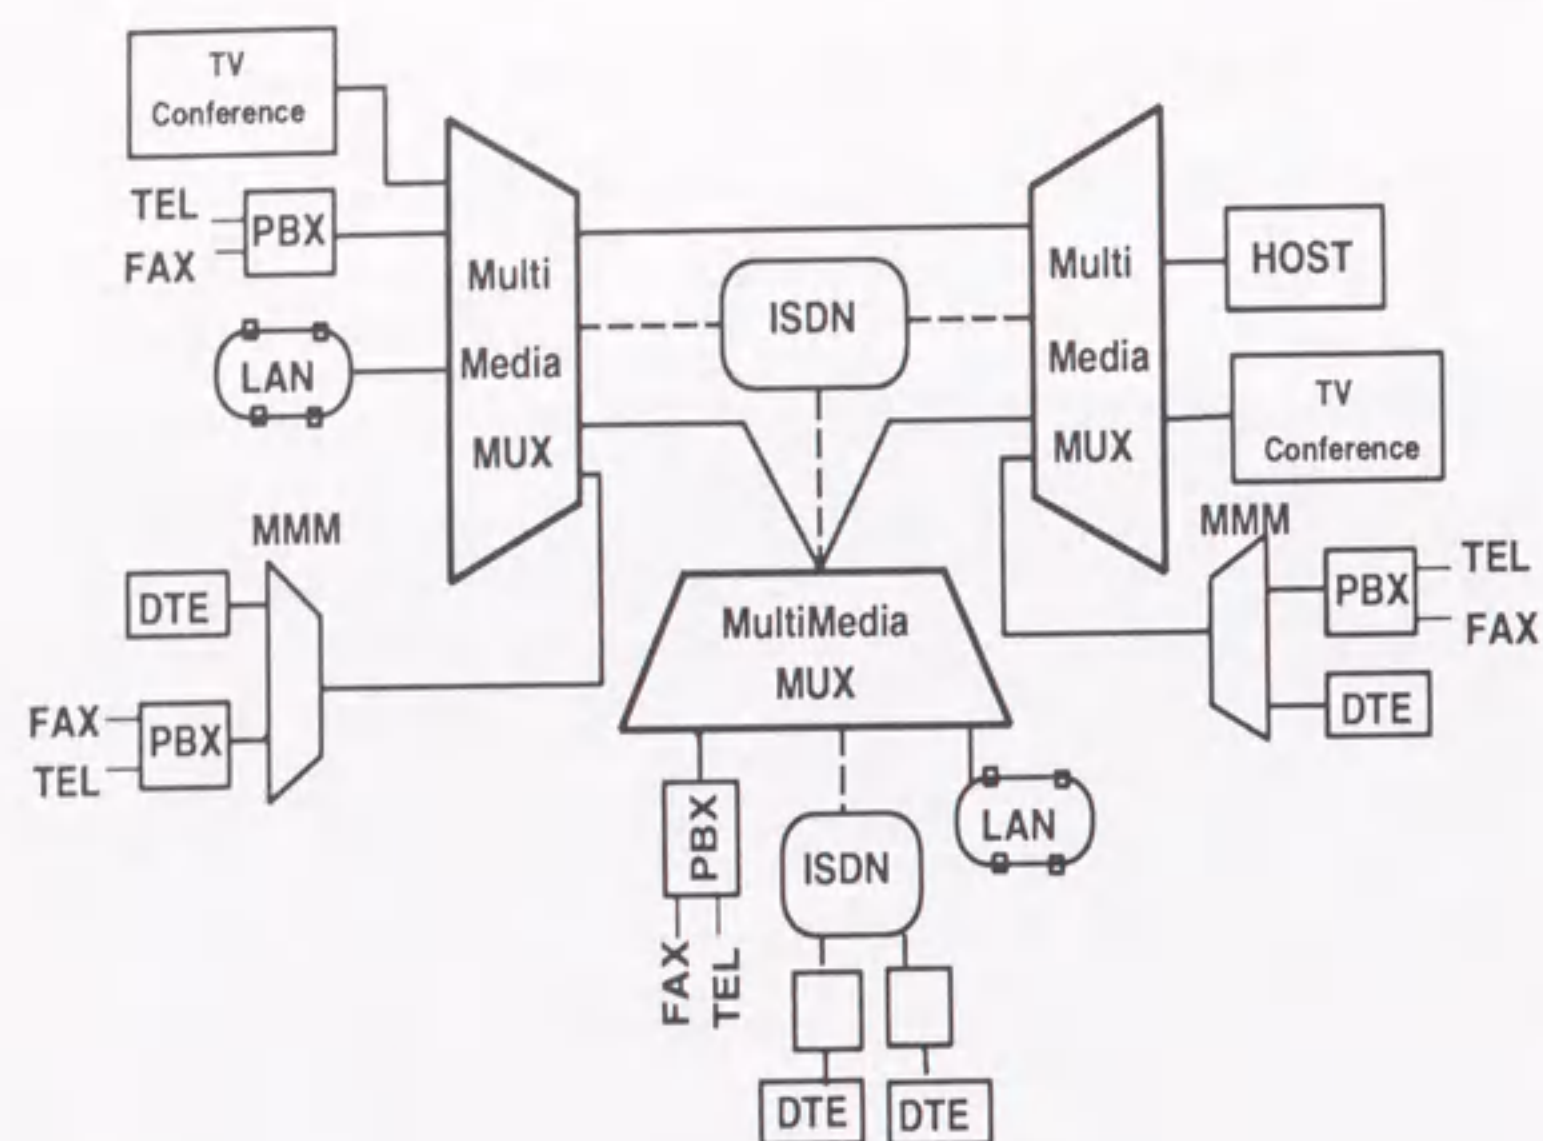 TV
Conference
TEL
PBX
FAX
LAN
Multi
Media
MUX
ISDN
Multi
Media
MUX
HOST
TV
Conference
MMM
DTE
FAX
PBX
TEL
MultiMedia
MUX
MMM
PBX
TEL
FAX
DTE
PBX
FAX
TEL
ISDN
LAN
DTE
DTE